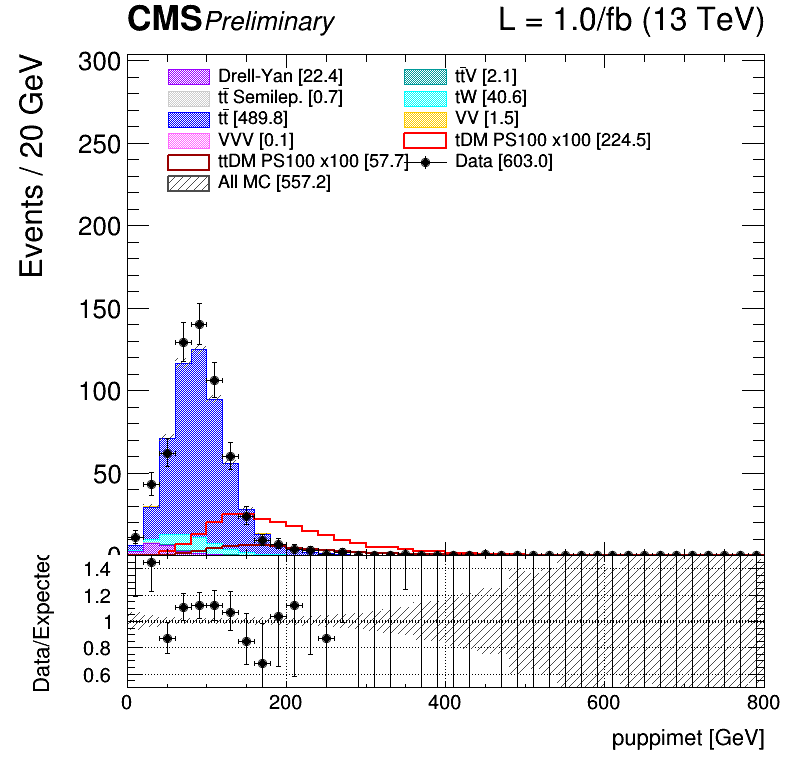 CMS Preliminary L = 1.0/fb (13 TeV)
Events / 20 GeV
300
250
200
150
100
50
0
Drell-Yan [22.4]
tt̄V [2.1]
tt̄ Semilep. [0.7]
tW [40.6]
tt̄ [489.8]
VV [1.5]
VVV [0.1]
tDM PS100 x100 [224.5]
ttDM PS100 x100 [57.7]
Data [603.0]
All MC [557.2]
Data/Expected
1.4
1.2
1
0.8
0.6
0 200 400 600 800
puppimet [GeV]